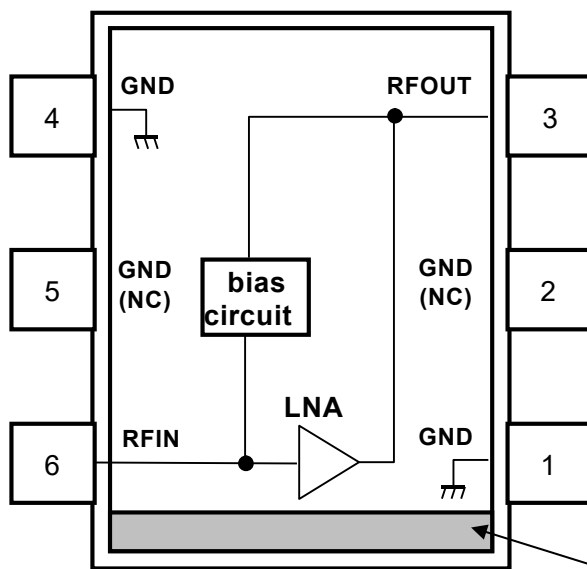 GND
RFOUT
4
3
5
GND
(NC)
bias
circuit
GND
(NC)
2
LNA
6
RFIN
GND
1